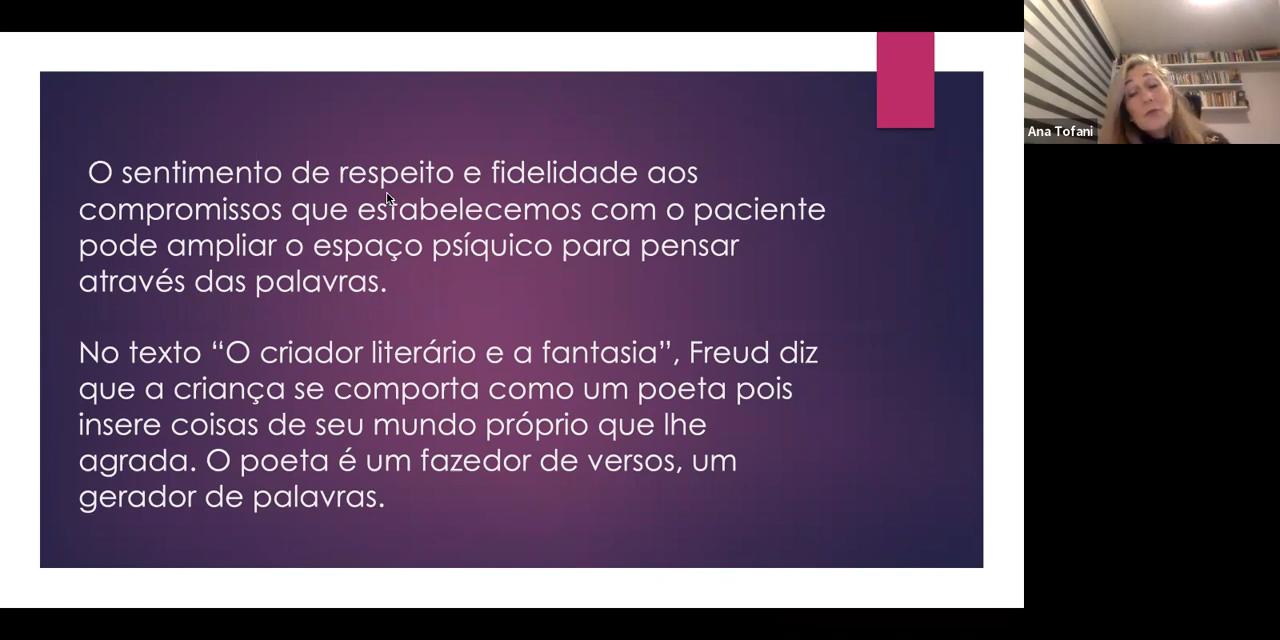 O sentimento de respeito e fidelidade aos
compromissos que estabelecemos com o paciente
pode ampliar o espaço psíquico para pensar
através das palavras.
No texto “O criador literário e a fantasia”, Freud diz
que a criança se comporta como um poeta pois
insere coisas de seu mundo próprio que lhe
agrada. O poeta é um fazedor de versos, um
gerador de palavras.
Ana Tofani